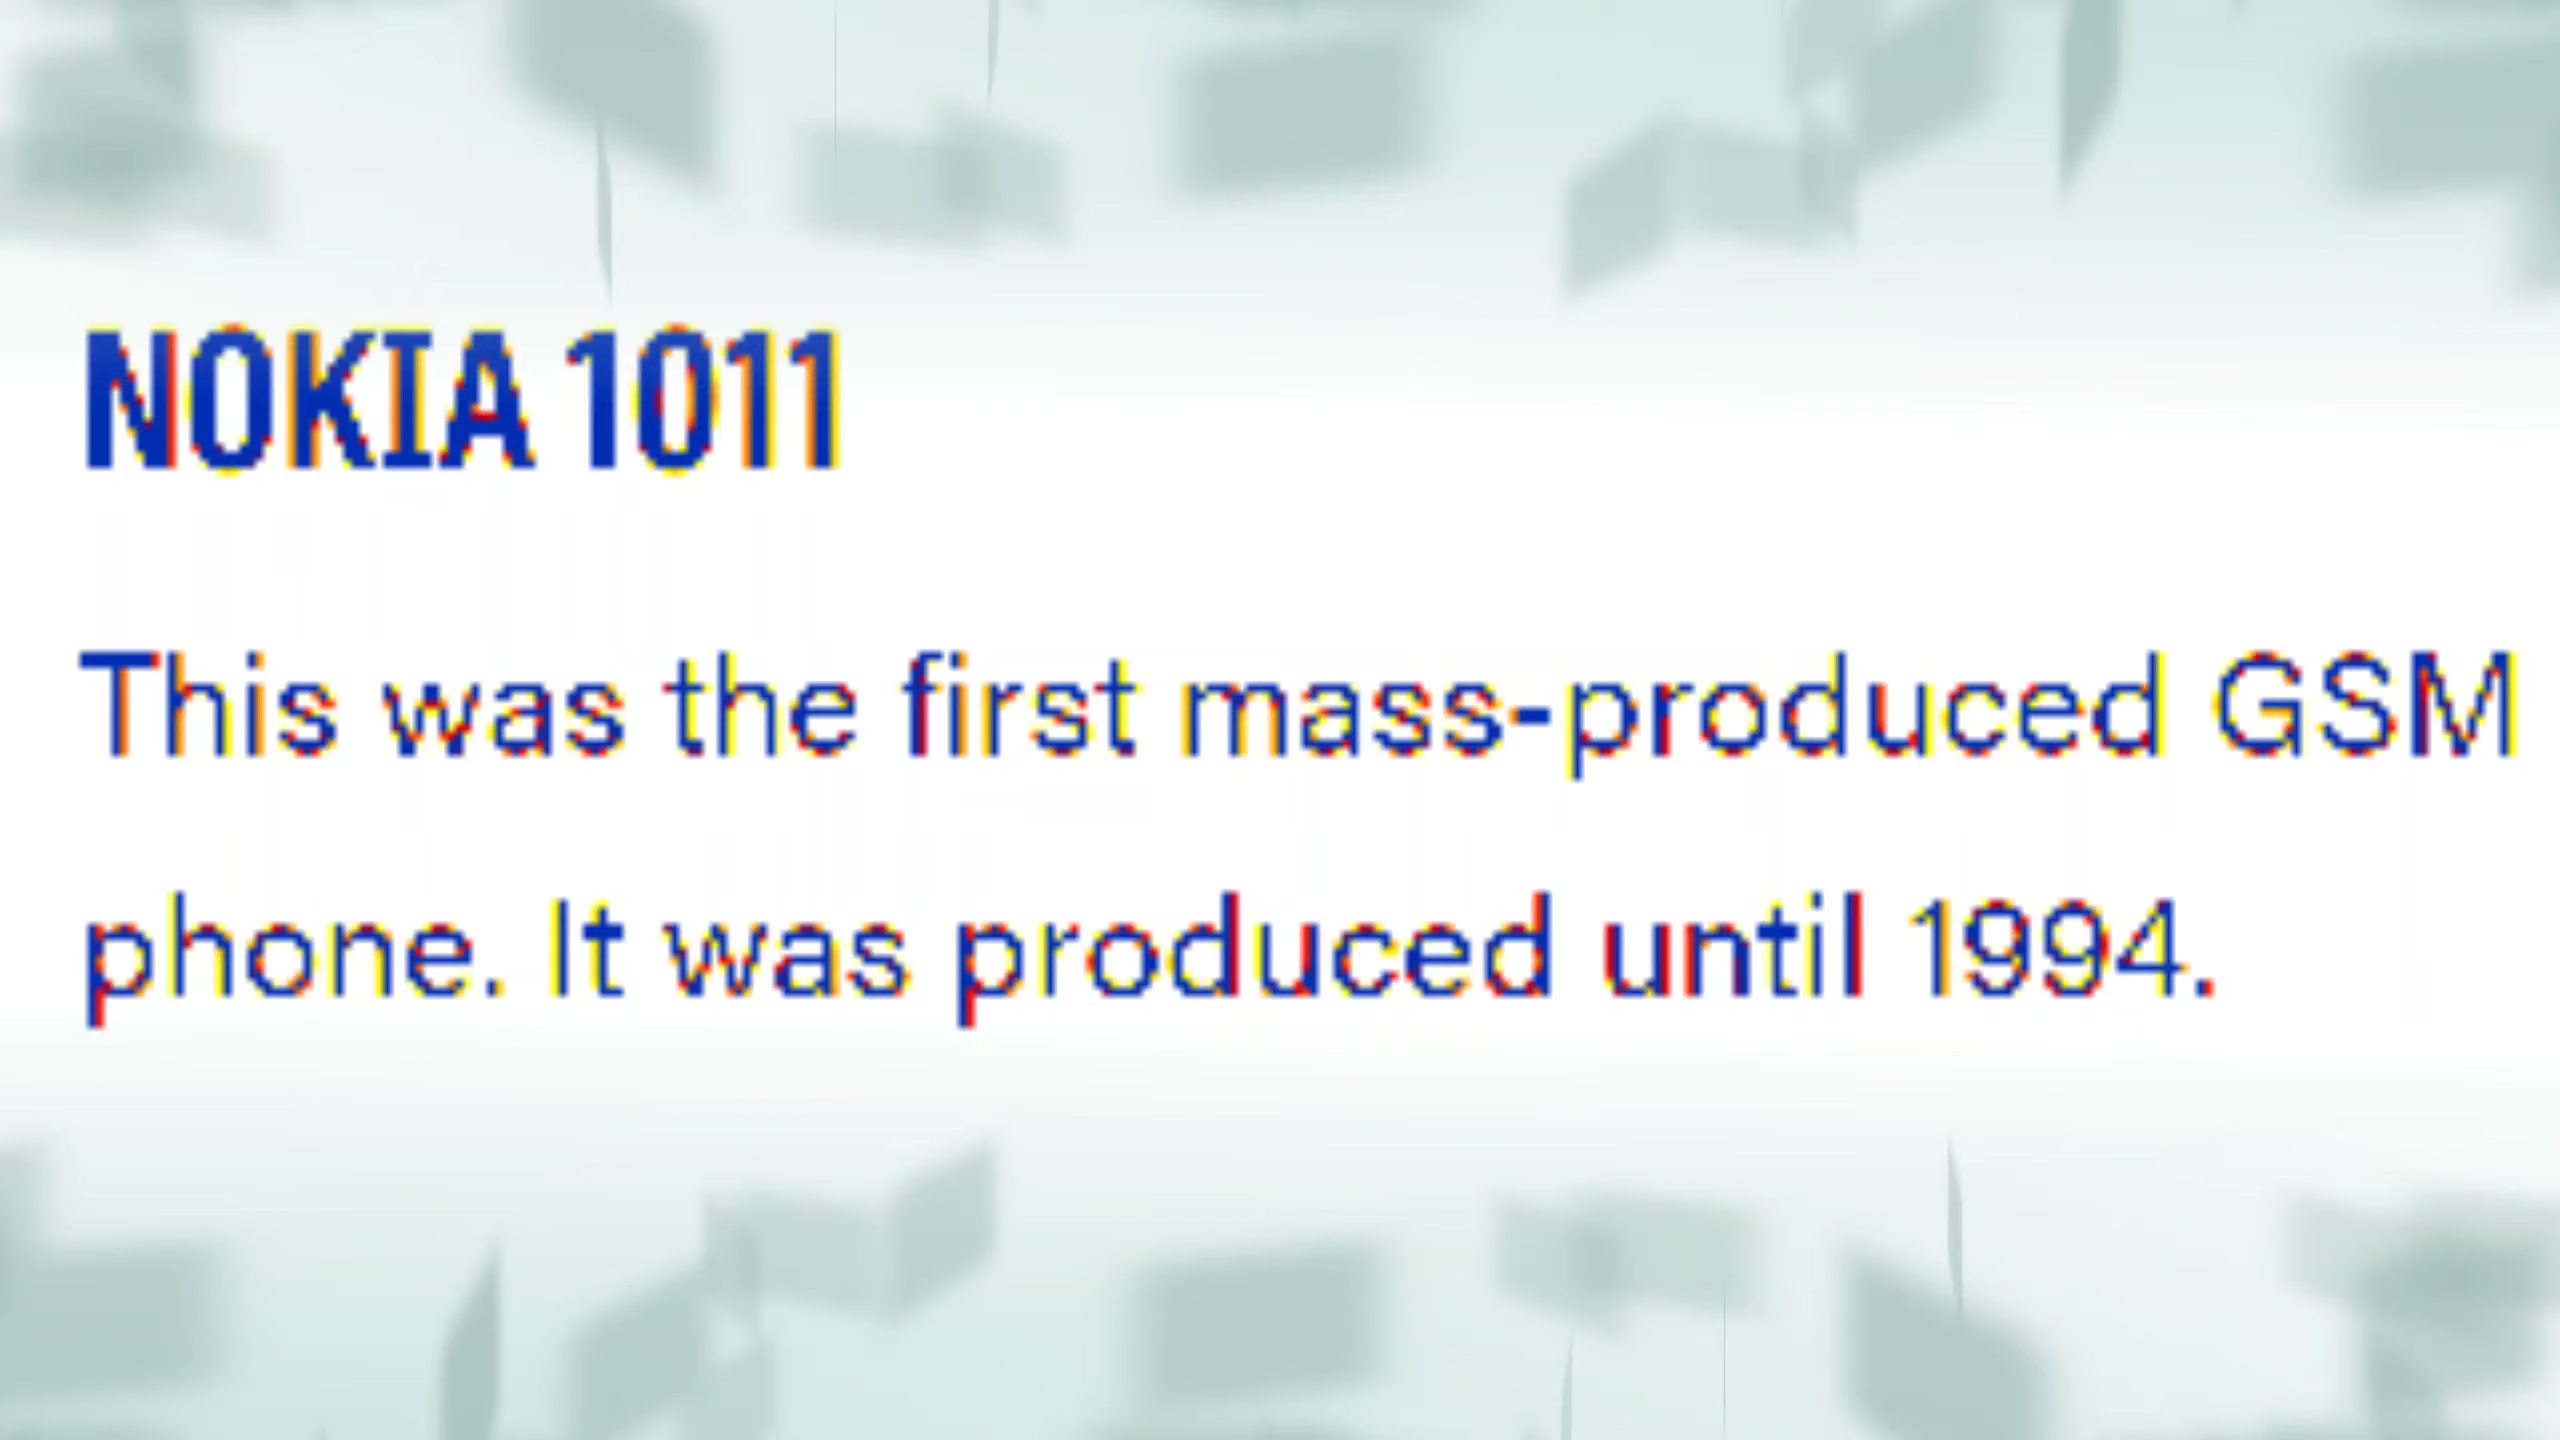 NOKIA 1011
This was the first mass-produced GSM
phone. It was produced until 1994.